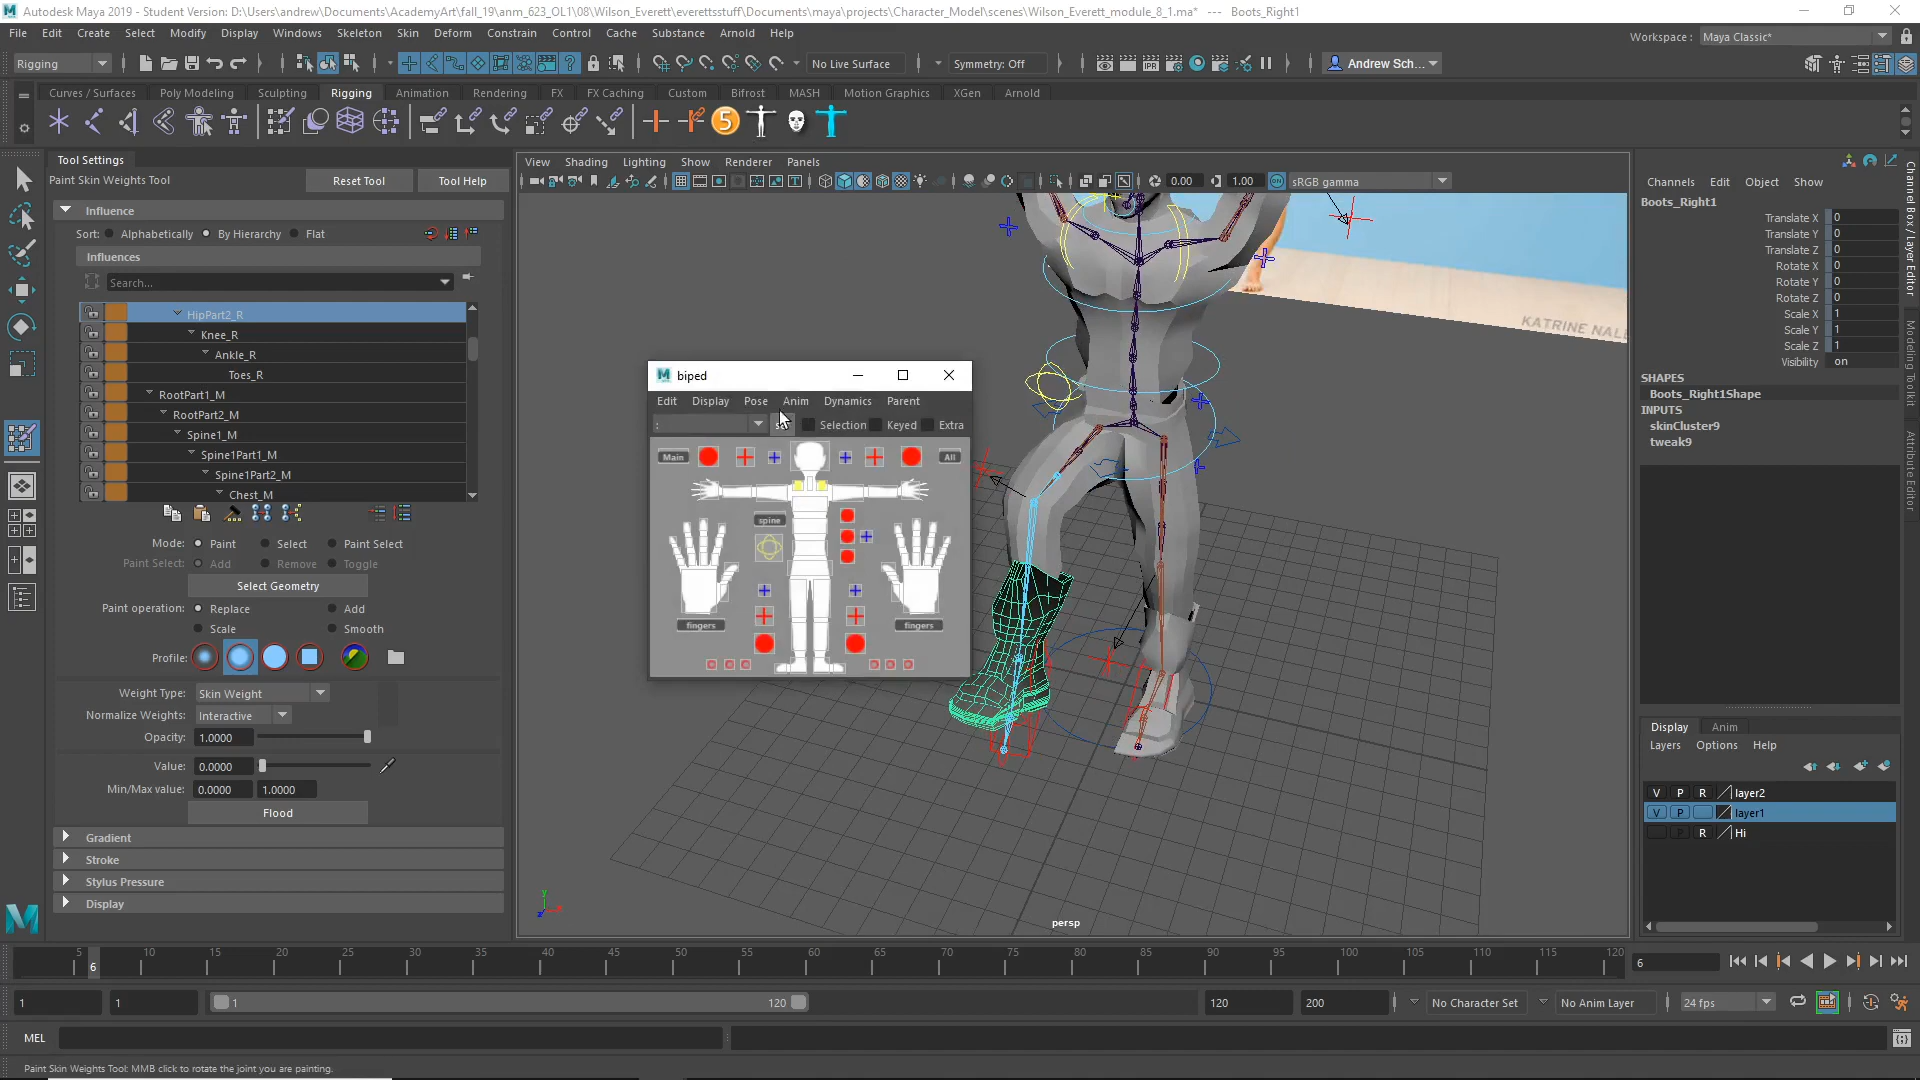 Autodesk Maya 2019 - Student Version: D:\Users\andrew\Documents\AcademyArt\fall_19\anm_623_OL1\08\Wilson_Everett\everettsstuff\Documents\maya\projects\Character_Model\scenes\Wilson_Everett_module_8_1.ma* --- Boots_Right1
File Edit Create Select Modify Display Windows Skeleton Skin Deform Constrain Control Cache Substance Arnold Help
Workspace : Maya Classic*
Rigging
No Live Surface
Symmetry: Off
Andrew Sch...
Curves / Surfaces Poly Modeling Sculpting Rigging Animation Rendering FX FX Caching Custom Bifrost MASH Motion Graphics XGen Arnold
5
Tool Settings
Paint Skin Weights Tool
Reset Tool
Tool Help
Influence
Sort: Alphabetically By Hierarchy Flat
Influences
Search...
HipPart2_R
Knee_R
Ankle_R
Toes_R
RootPart1_M
RootPart2_M
Spine1_M
Spine1Part1_M
Spine1Part2_M
Chest_M
Mode: Paint Select Paint Select
Paint Select: Add Remove Toggle
Select Geometry
Paint operation: Replace Add
Scale Smooth
Profile:
Weight Type: Skin Weight
Normalize Weights: Interactive
Opacity: 1.0000
Value: 0.0000
Min/Max value: 0.0000 1.0000
Flood
Gradient
Stroke
Stylus Pressure
Display
View Shading Lighting Show Renderer Panels
0.00
1.00
ON
sRGB gamma
KATRINE NALE
biped
Edit Display Pose Anim Dynamics Parent
:
Selection Keyed Extra
Main
All
spine
fingers
fingers
y
z
x
persp
Channels Edit Object Show
Boots_Right1
Translate X 0
Translate Y 0
Translate Z 0
Rotate X 0
Rotate Y 0
Rotate Z 0
Scale X 1
Scale Y 1
Scale Z 1
Visibility on
SHAPES
Boots_Right1Shape
INPUTS
skinCluster9
tweak9
Channel Box / Layer Editor
Modeling Toolkit
Attribute Editor
Display Anim
Layers Options Help
V P R layer2
V P layer1
P R Hi
5 10 15 20 25 30 35 40 45 50 55 60 65 70 75 80 85 90 95 100 105 110 115 120
6
6
1
1
1
120
120
200
No Character Set
No Anim Layer
24 fps
MEL
Paint Skin Weights Tool: MMB click to rotate the joint you are painting.